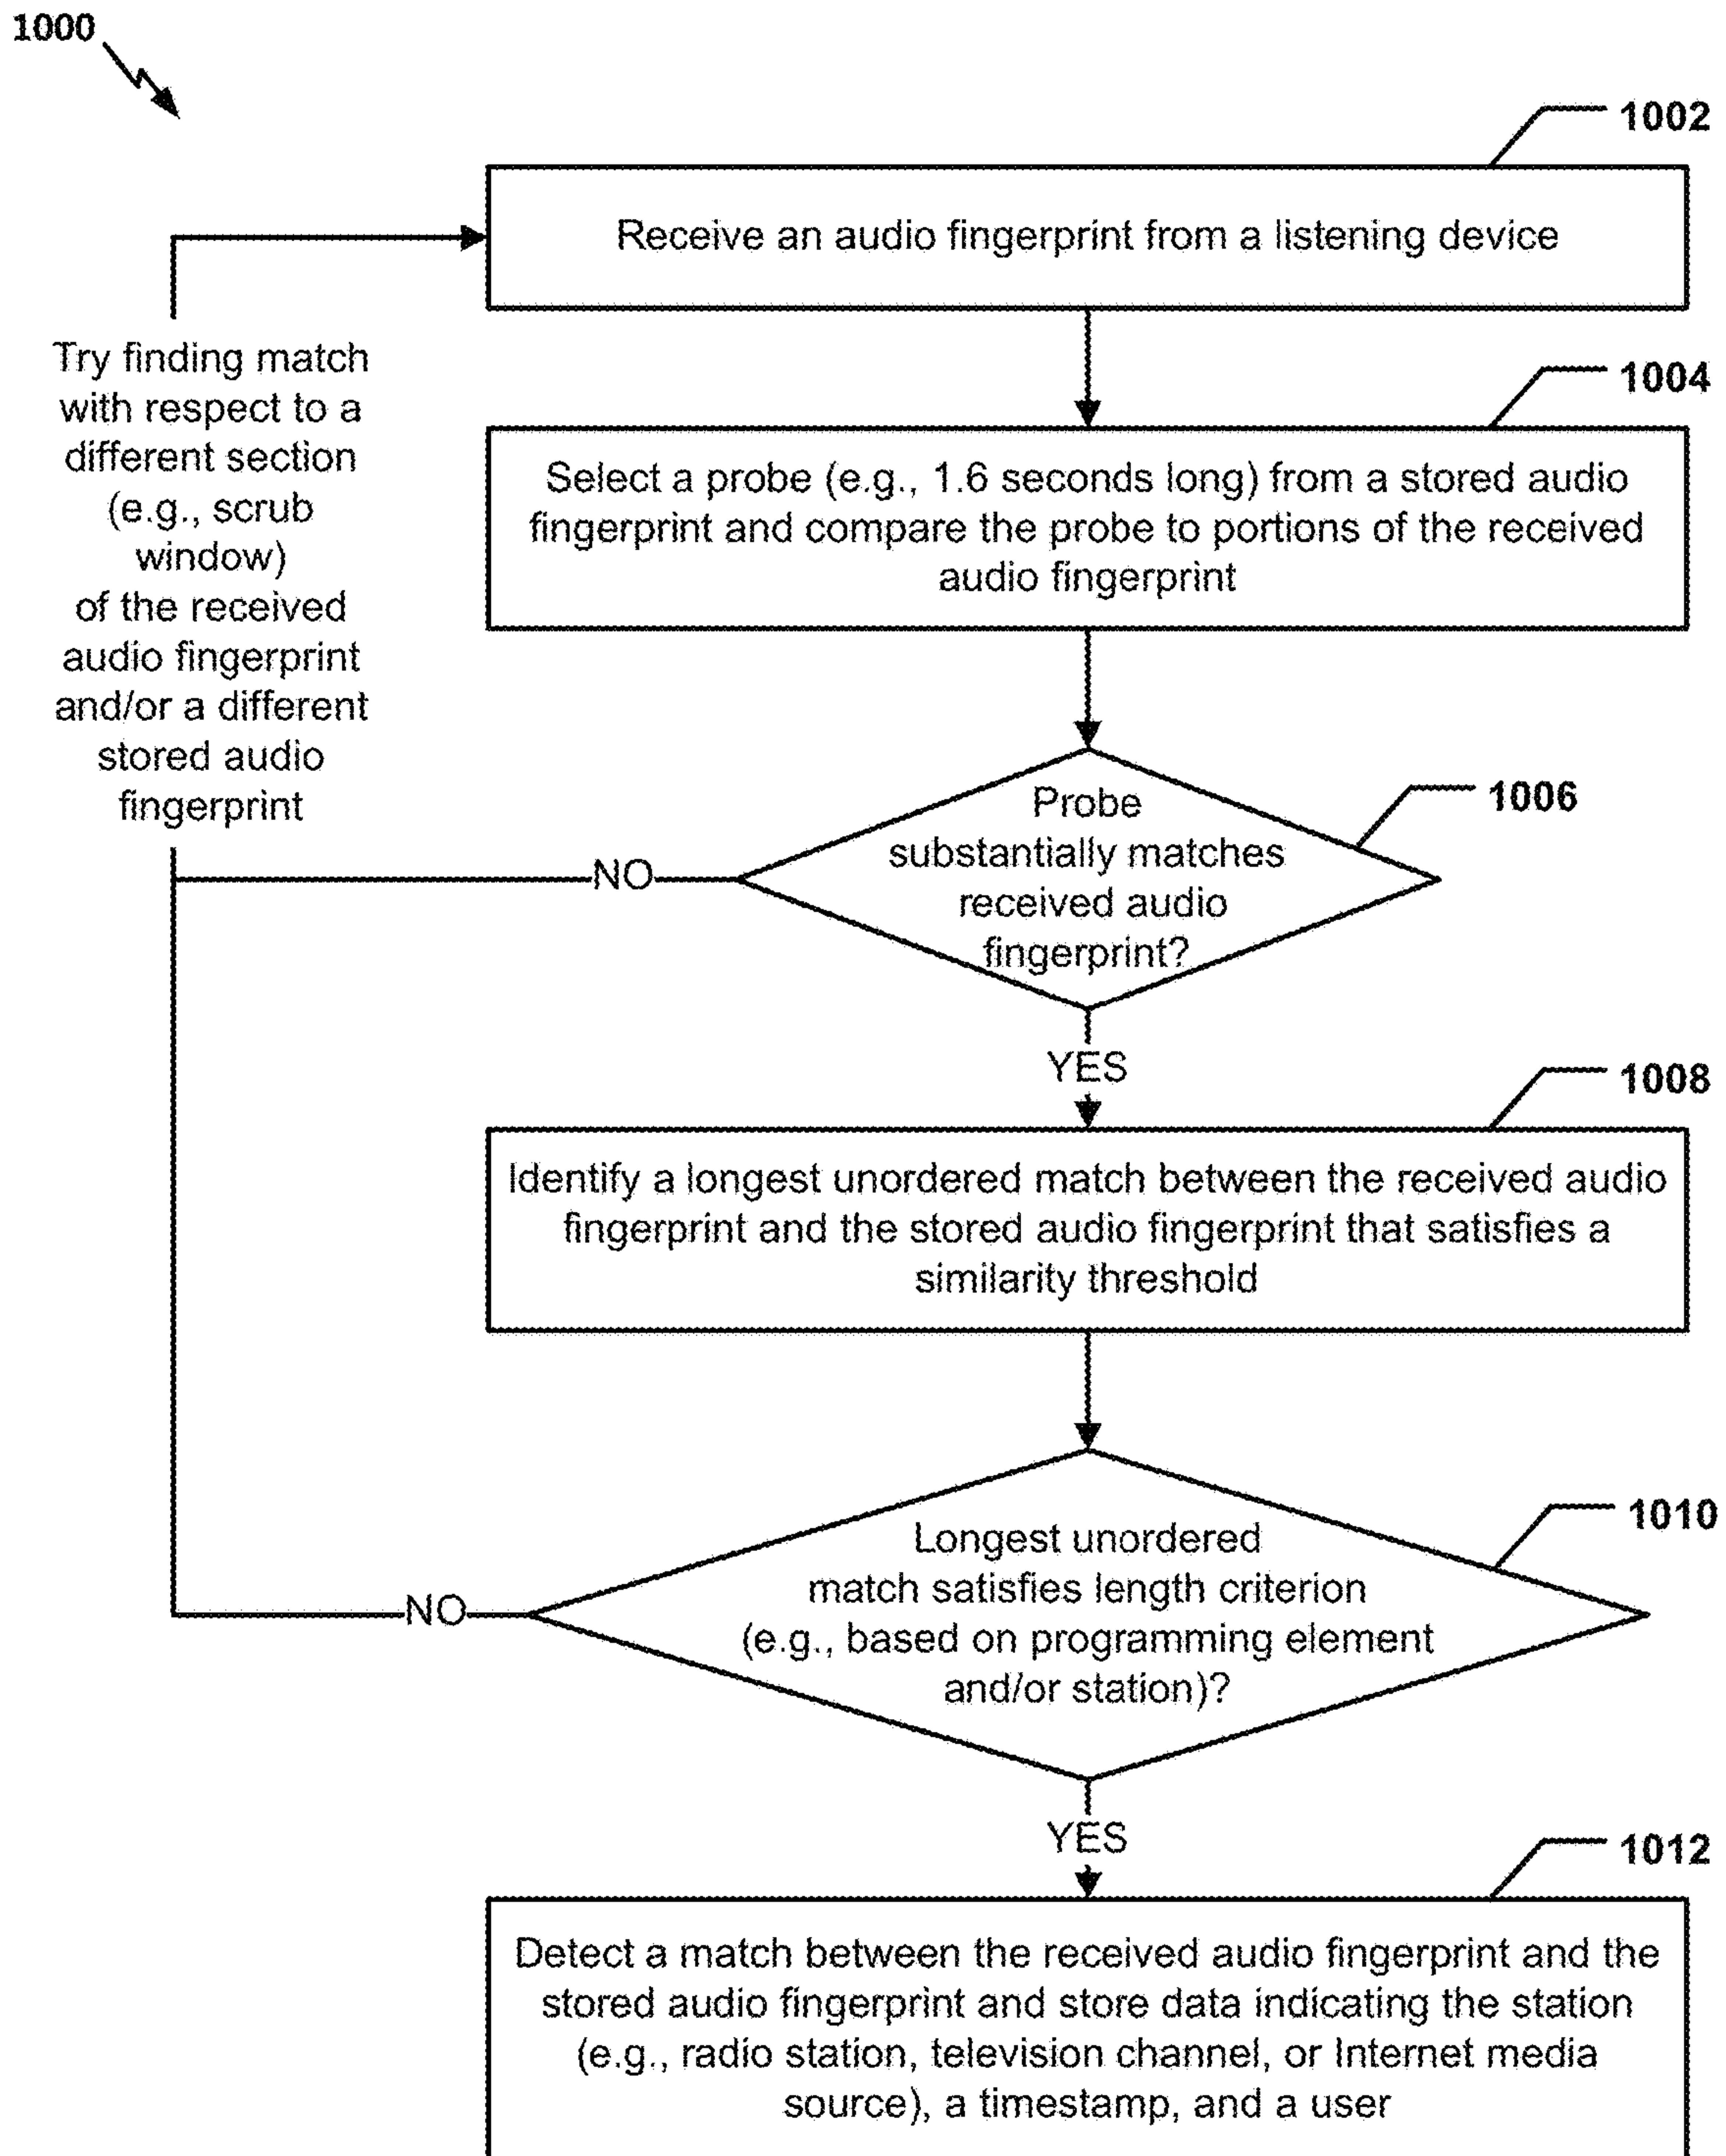 1000
1002
Receive an audio fingerprint from a listening device
Try finding match
with respect to a
different section
(e.g., scrub
window)
of the received
audio fingerprint
and/or a different
stored audio
fingerprint
1004
Select a probe (e.g., 1.6 seconds long) from a stored audio
fingerprint and compare the probe to portions of the received
audio fingerprint
1006
Probe
substantially matches
received audio
fingerprint?
NO
YES
1008
Identify a longest unordered match between the received audio
fingerprint and the stored audio fingerprint that satisfies a
similarity threshold
1010
Longest unordered
match satisfies length criterion
(e.g., based on programming element
and/or station)?
NO
YES
1012
Detect a match between the received audio fingerprint and the
stored audio fingerprint and store data indicating the station
(e.g., radio station, television channel, or Internet media
source), a timestamp, and a user